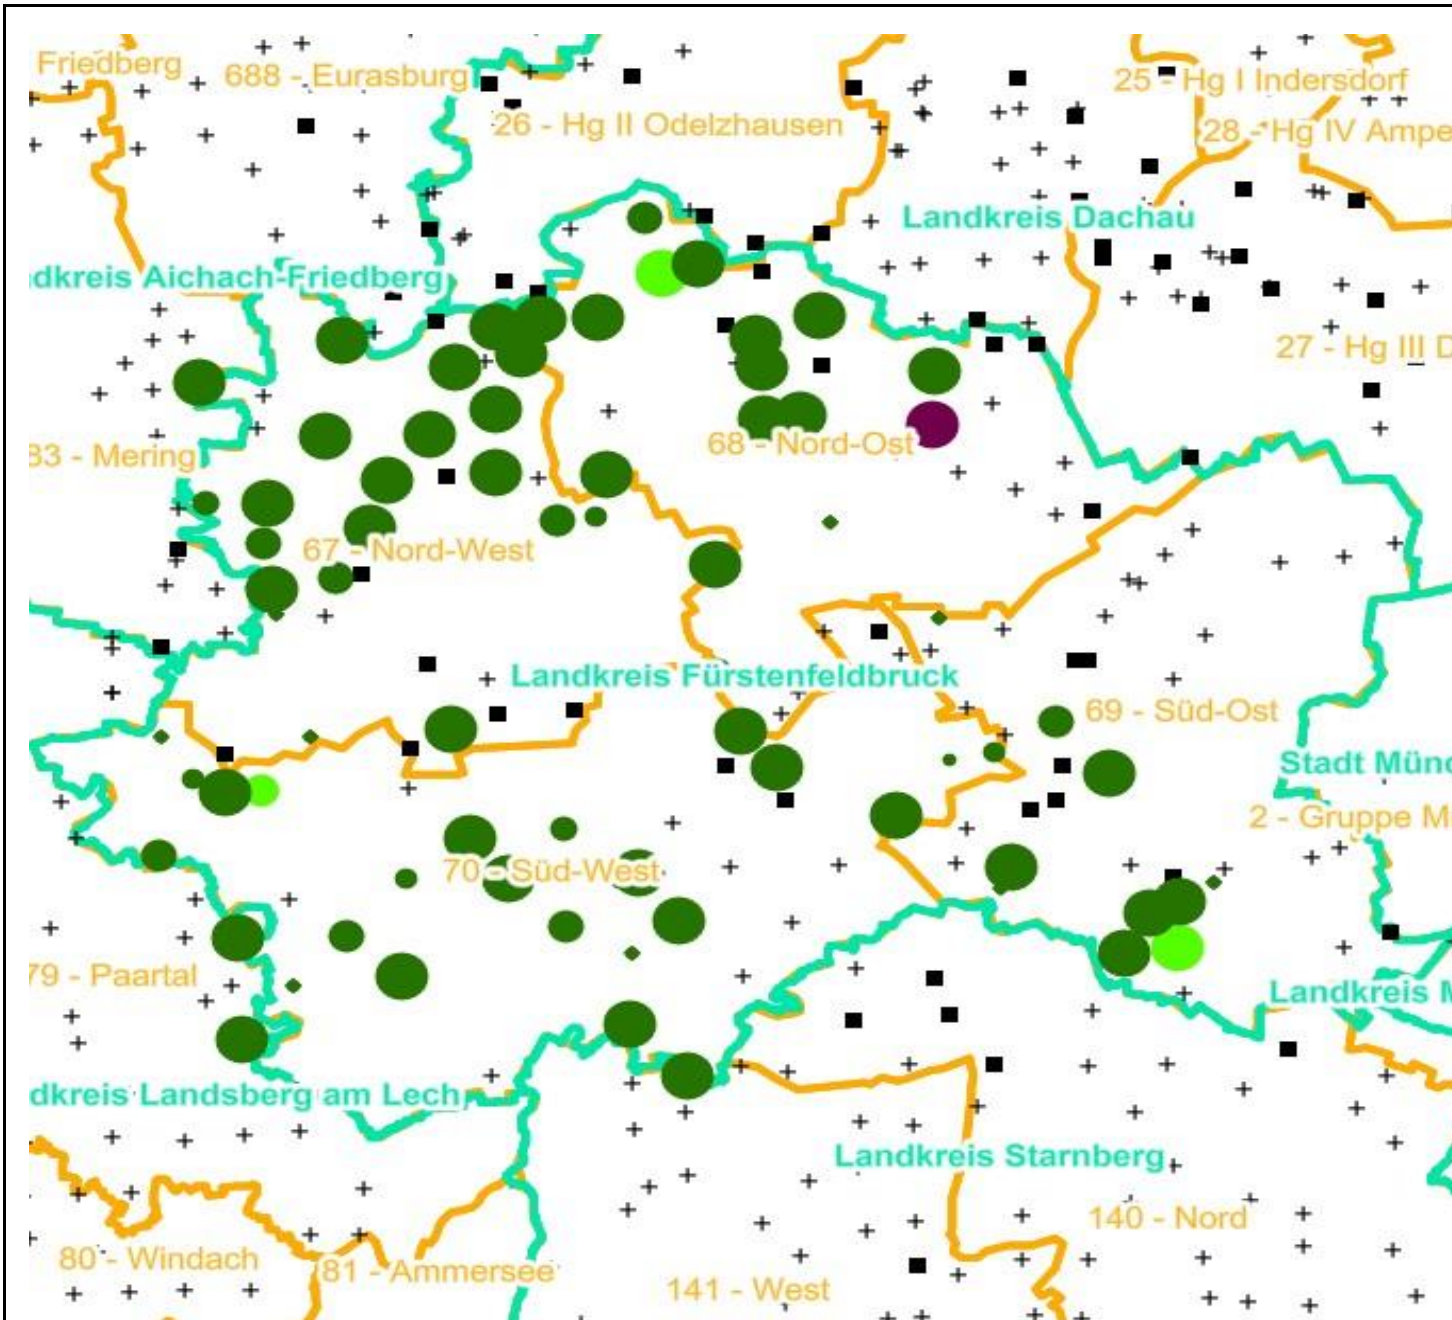 Friedberg
688 - Eurasburg
25 - Hg I Indersdorf
26 - Hg II Odelzhausen
28 - Hg IV Ampe
Landkreis Dachau
dkreis Aichach-Friedberg
27 - Hg III D
68 - Nord-Ost
83 - Mering
67 - Nord-West
Landkreis Fürstenfeldbruck
69 - Süd-Ost
Stadt Münc
2 - Gruppe M
70 - Süd-West
79 - Paartal
Landkreis M
dkreis Landsberg am Lech
Landkreis Starnberg
140 - Nord
80 - Windach
81 - Ammersee
141 - West